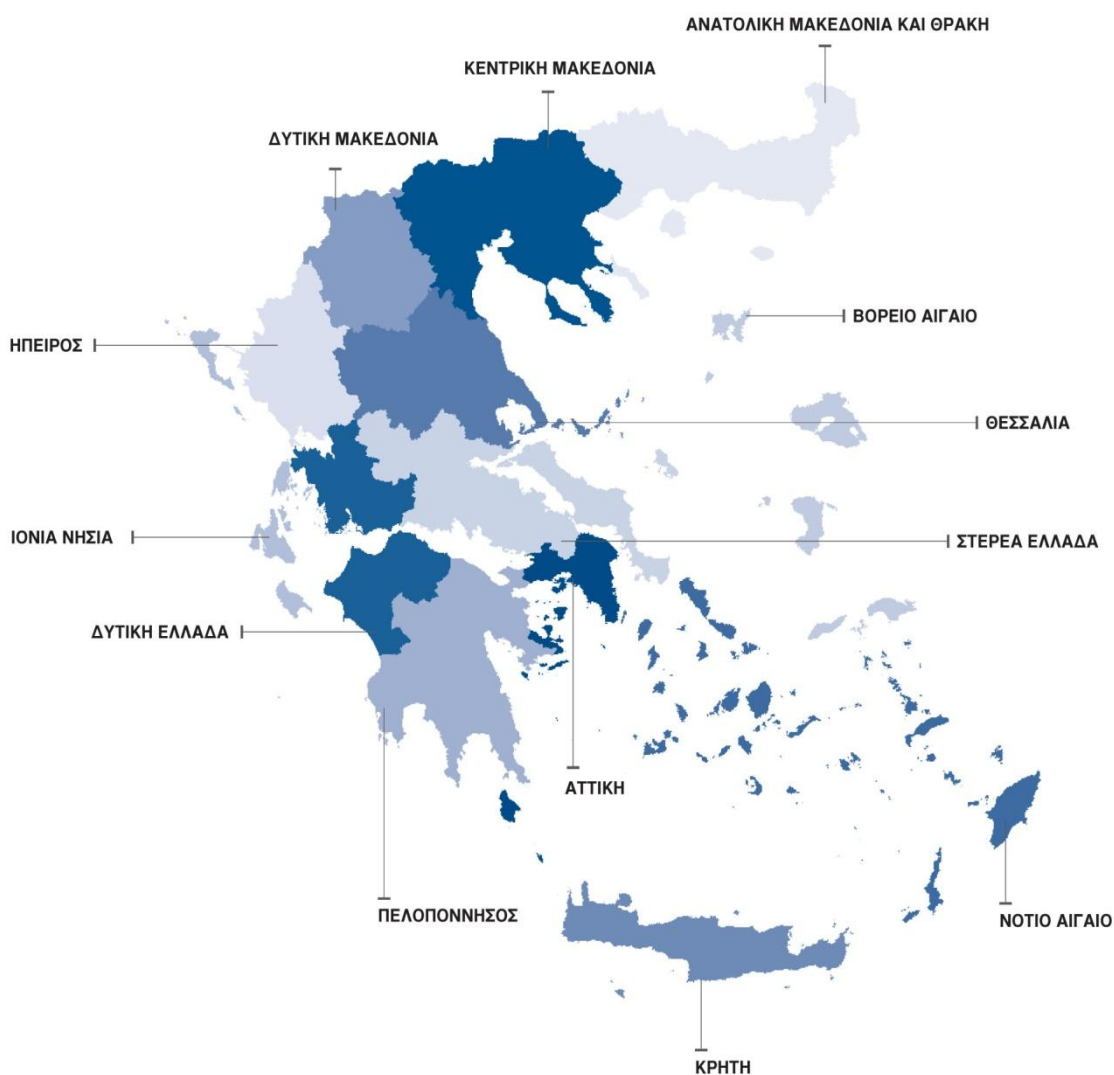 ΑΝΑΤΟΛΙΚΗ ΜΑΚΕΔΟΝΙΑ ΚΑΙ ΘΡΑΚΗ
ΚΕΝΤΡΙΚΗ ΜΑΚΕΔΟΝΙΑ
ΔΥΤΙΚΗ ΜΑΚΕΔΟΝΙΑ
ΒΟΡΕΙΟ ΑΙΓΑΙΟ
ΗΠΕΙΡΟΣ
ΘΕΣΣΑΛΙΑ
ΙΟΝΙΑ ΝΗΣΙΑ
ΣΤΕΡΕΑ ΕΛΛΑΔΑ
ΔΥΤΙΚΗ ΕΛΛΑΔΑ
ΑΤΤΙΚΗ
ΠΕΛΟΠΟΝΝΗΣΟΣ
ΝΟΤΙΟ ΑΙΓΑΙΟ
ΚΡΗΤΗ